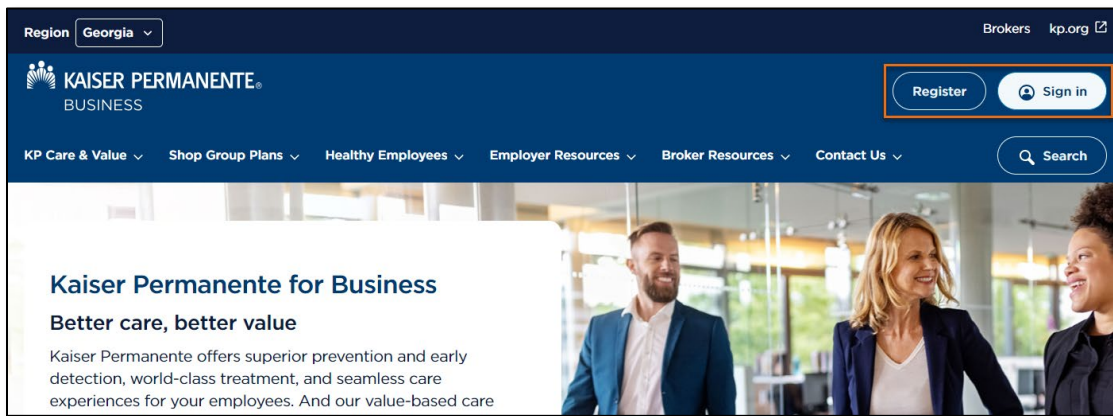 Region Georgia
Brokers kp.org
KAISER PERMANENTE®
BUSINESS
Register Sign in
KP Care & Value Shop Group Plans Healthy Employees Employer Resources Broker Resources Contact Us Search
Kaiser Permanente for Business
Better care, better value
Kaiser Permanente offers superior prevention and early
detection, world-class treatment, and seamless care
experiences for your employees. And our value-based care